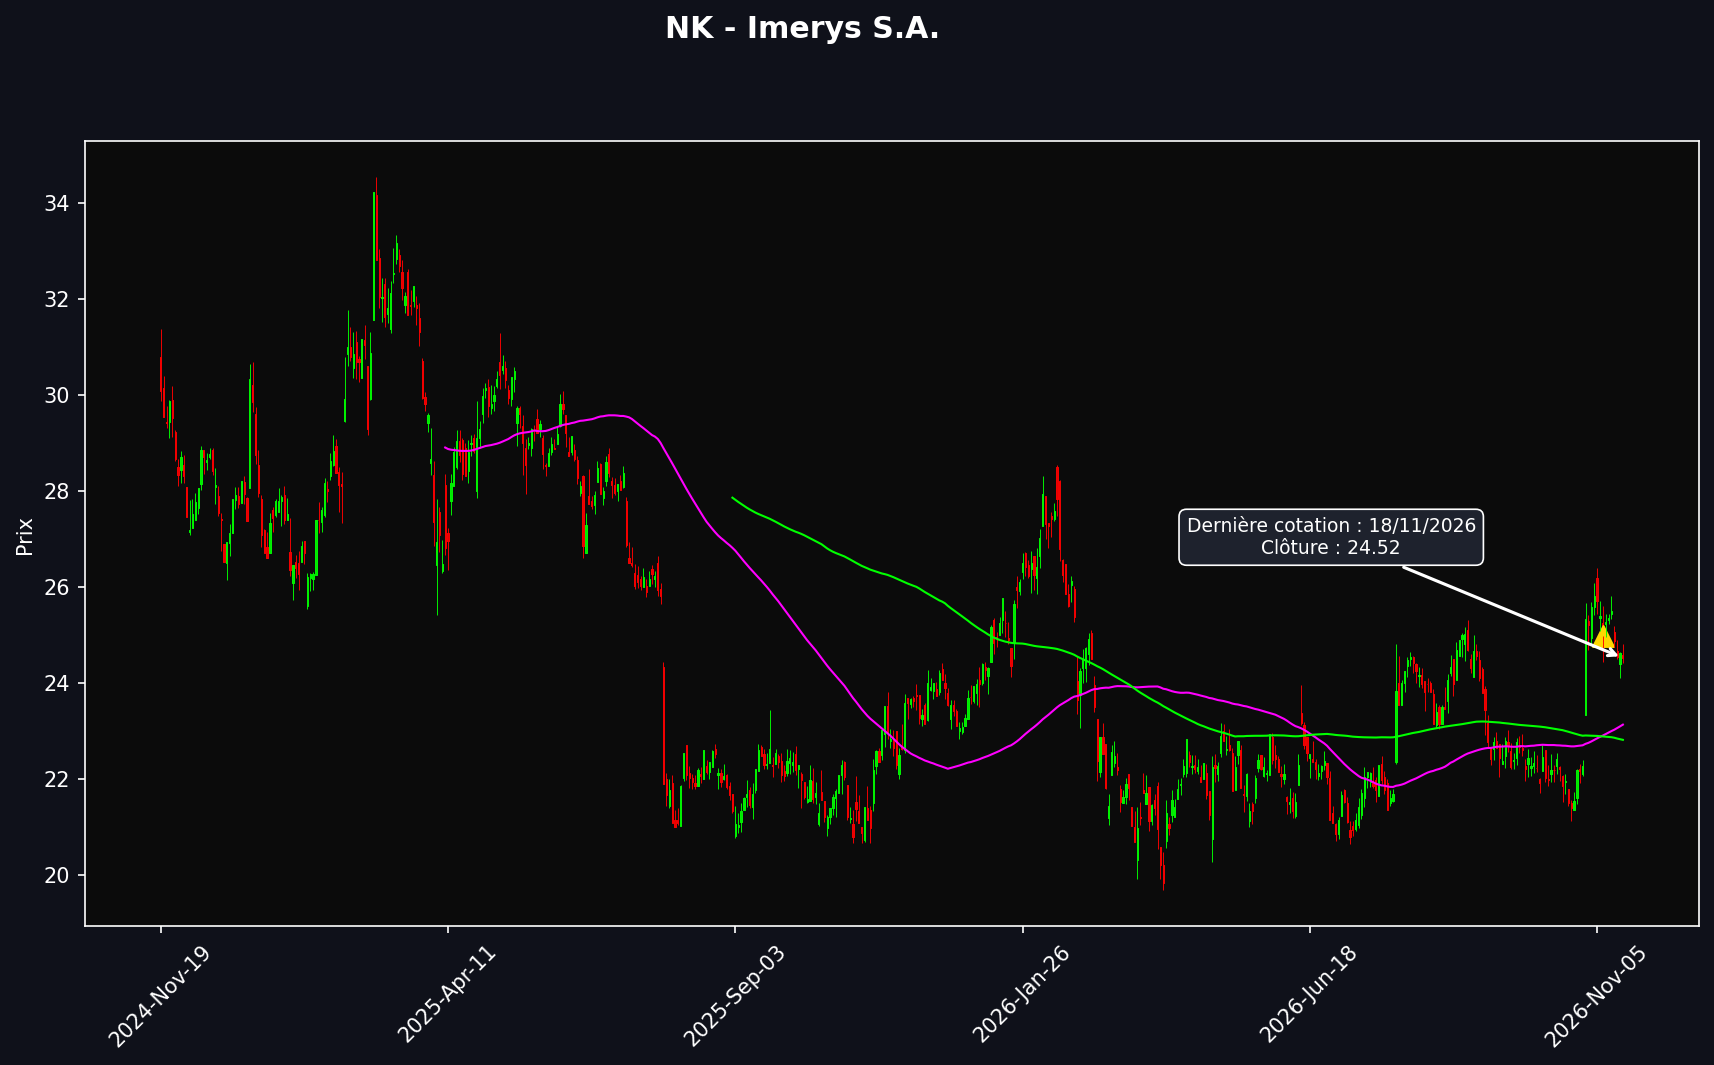 NK - Imerys S.A.
Prix
34
32
30
28
26
24
22
20
Dernière cotation : 18/11/2026
Clôture : 24.52
2024-Nov-19
2025-Apr-11
2025-Sep-03
2026-Jan-26
2026-Jun-18
2026-Nov-05